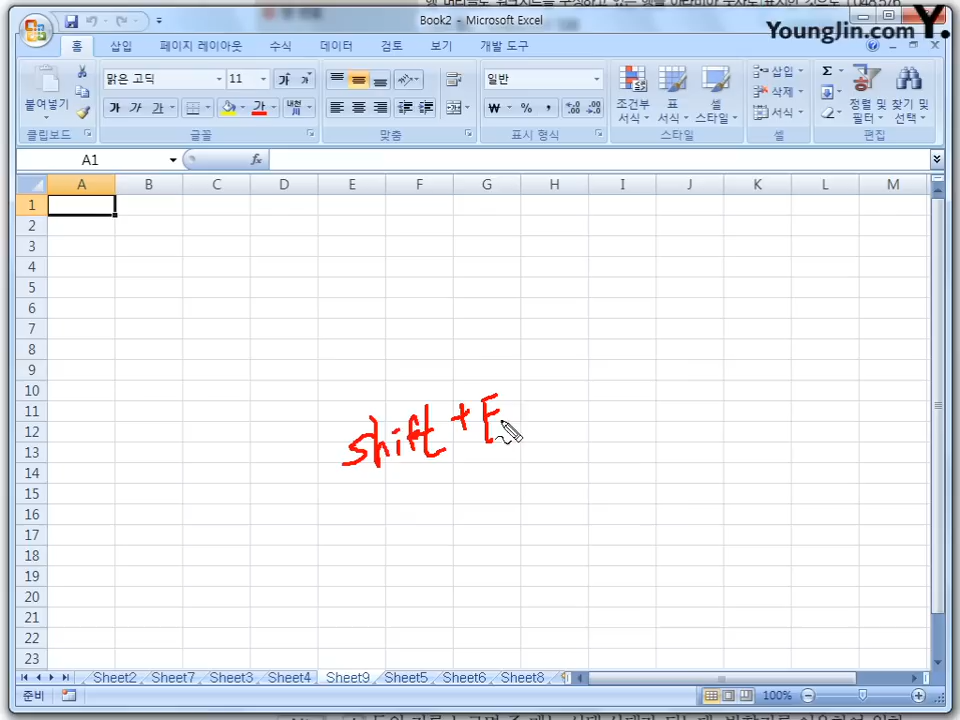 Book2 - Microsoft Excel
YoungJin.com Y.
홈 삽입 페이지 레이아웃 수식 데이터 검토 보기 개발 도구
맑은 고딕 11 가 가 일반 삽입 Σ
붙여넣기 가 가 가 가 ₩ % , 조건부 서식 표 서식 셀 스타일 삭제 서식 정렬 및 필터 찾기 및 선택
클립보드 글꼴 맞춤 표시 형식 스타일 셀 편집
A1 fx
A B C D E F G H I J K L M
1
2
3
4
5
6
7
8
9
10
11
12
13
14
15
16
17
18
19
20
21
22
23
shift + F
Sheet2 Sheet7 Sheet3 Sheet4 Sheet9 Sheet5 Sheet6 Sheet8
준비 100%